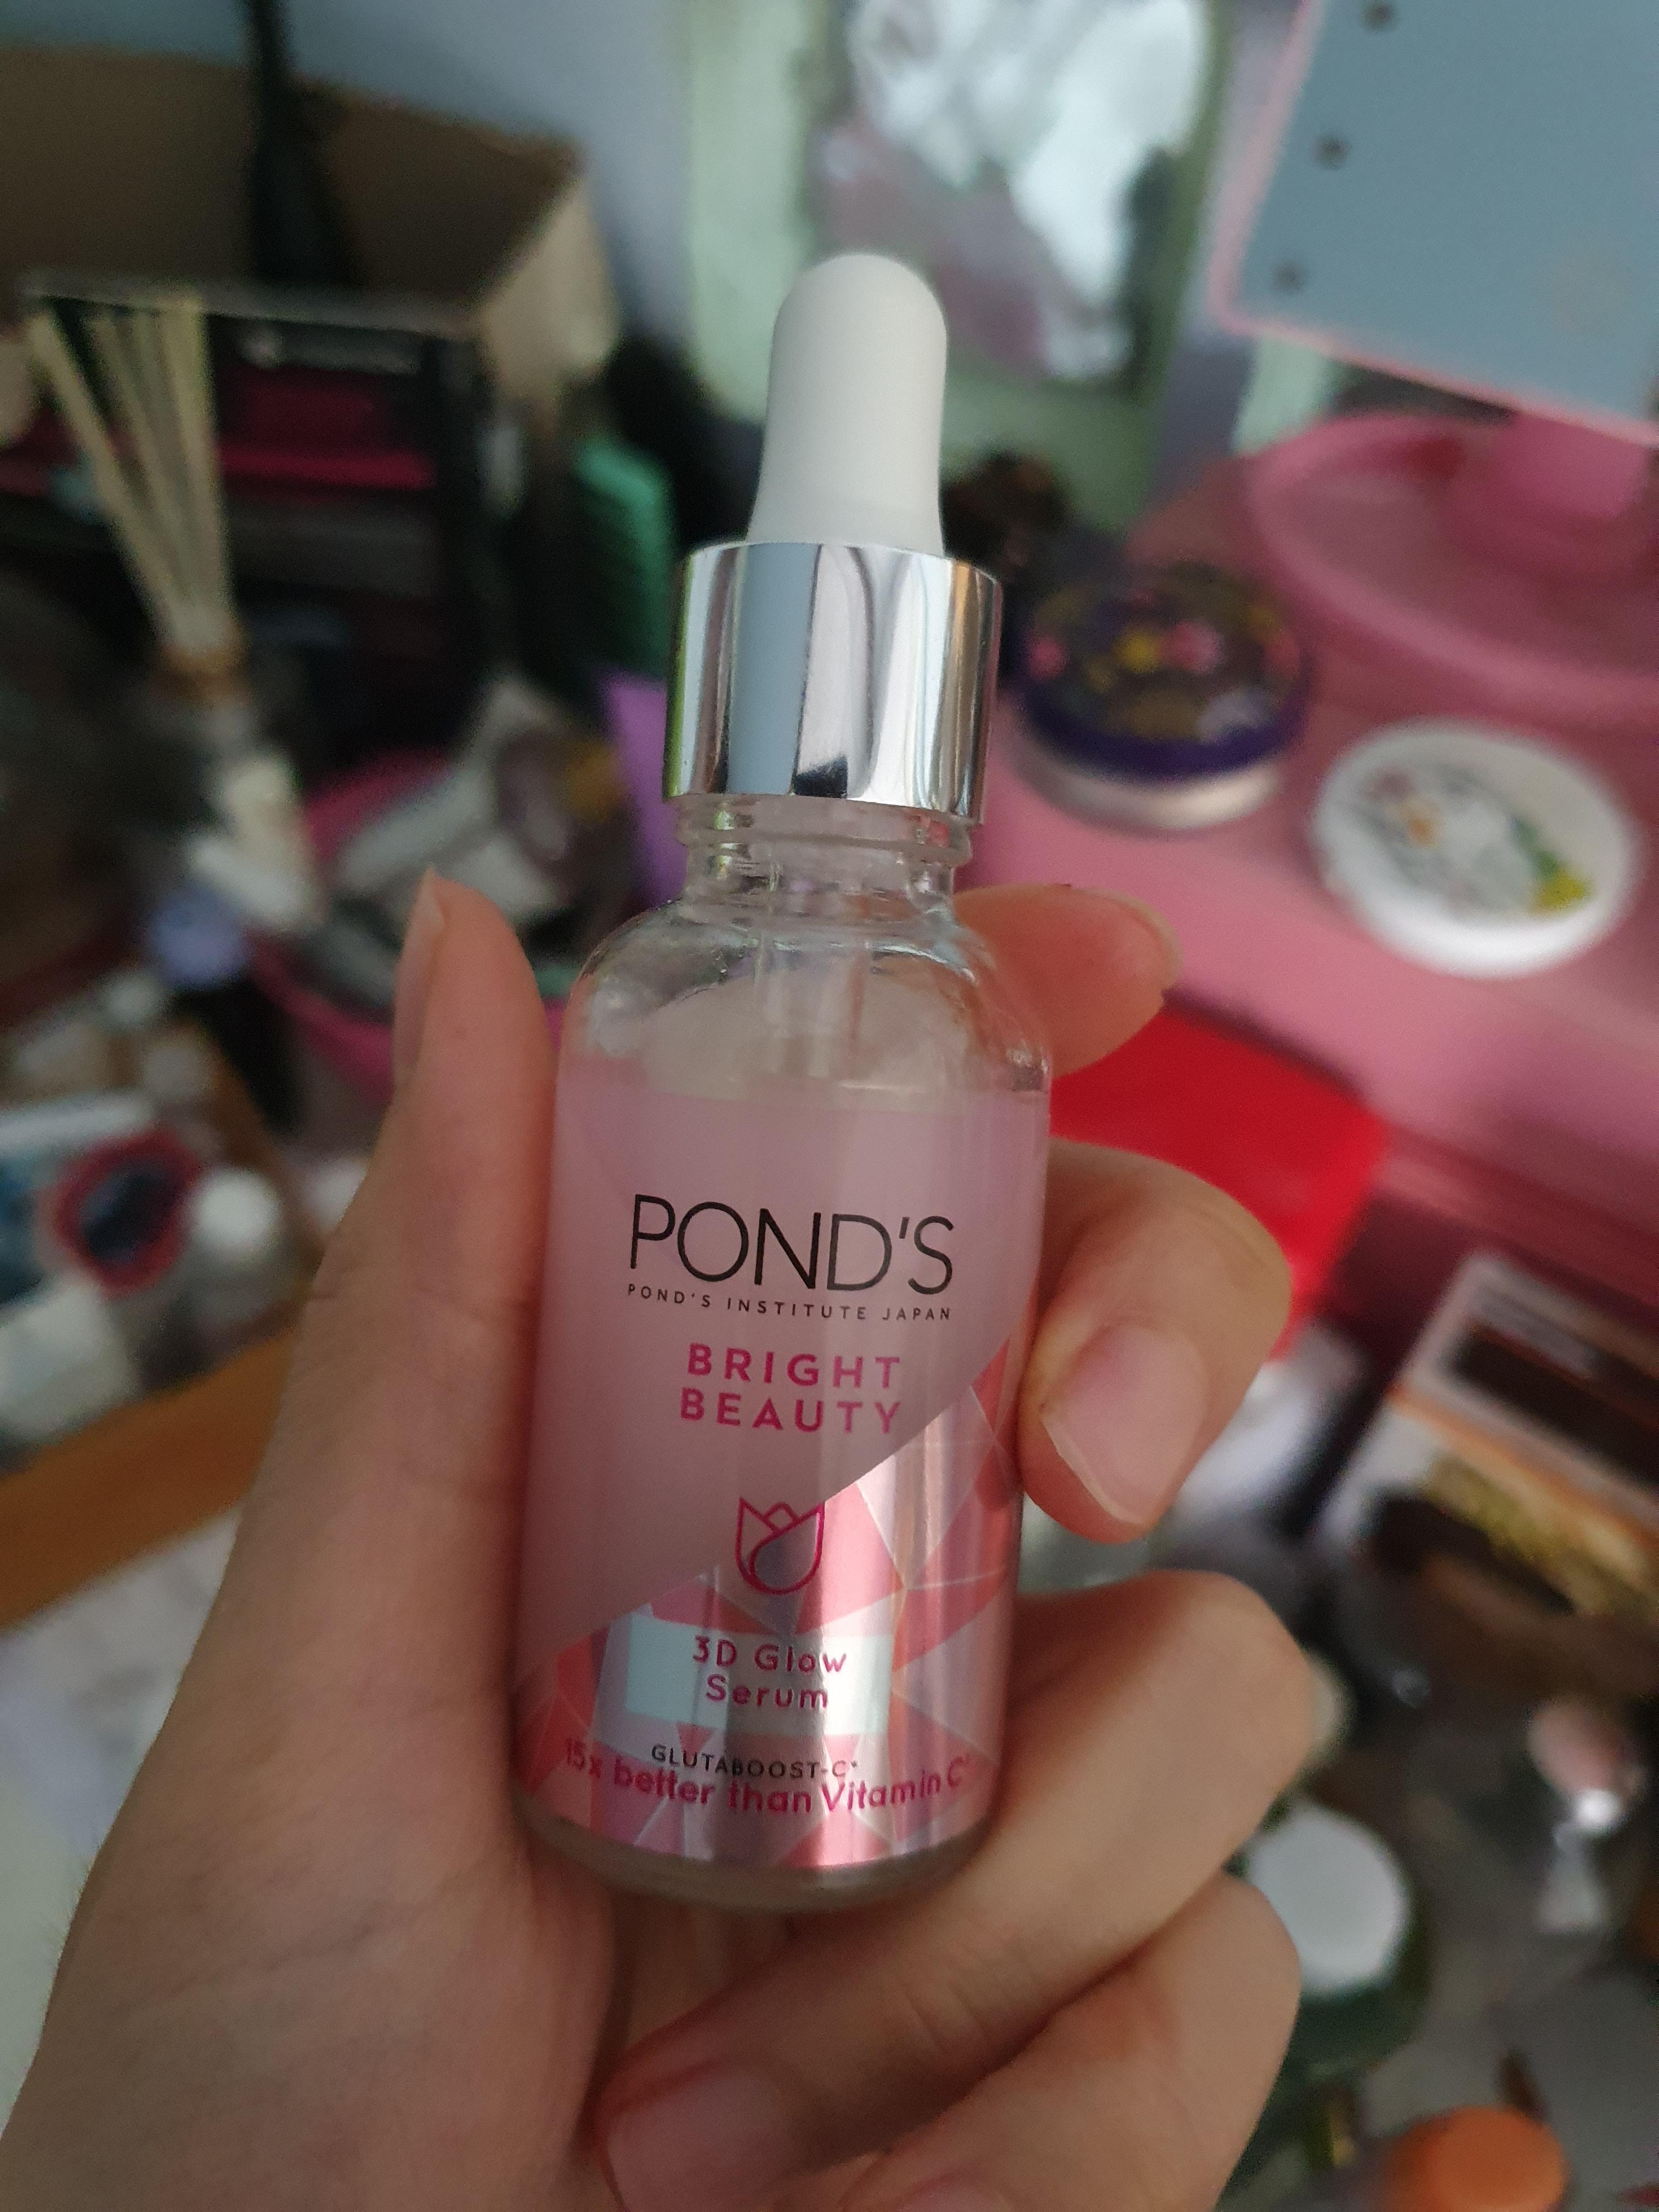 POND'S
POND'S INSTITUTE JAPAN
BRIGHT
BEAUTY
3D Glow
Serum
GLUTABOOST-C*
15x better than Vitamin C*